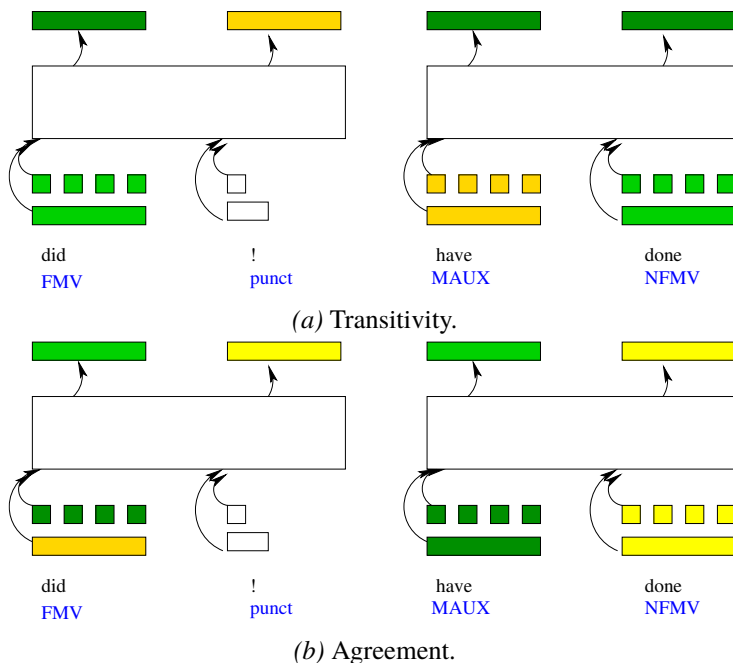 did ! have done
FMV punct MAUX NFMV
(a) Transitivity.
did ! have done
FMV punct MAUX NFMV
(b) Agreement.